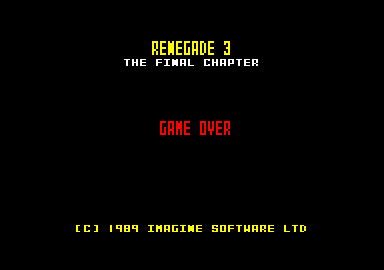 RENEGADE 3
THE FINAL CHAPTER
GAME OVER
(C) 1989 IMAGINE SOFTWARE LTD